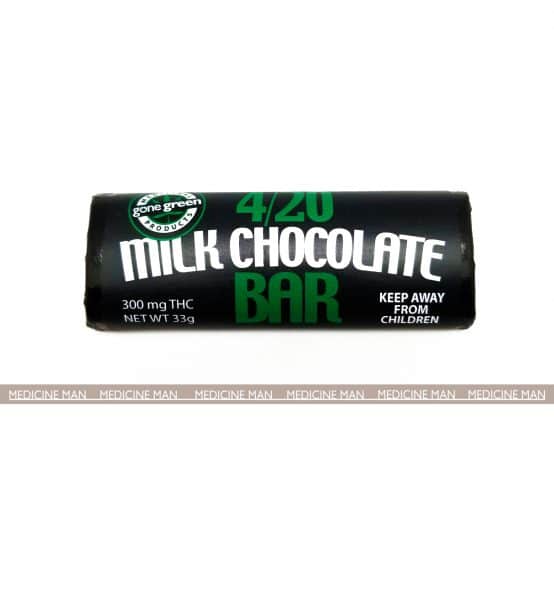 gone green
PRODUCTS
4/20
MILK CHOCOLATE
BAR
300 mg THC
NET WT 33g
KEEP AWAY
FROM
CHILDREN
MEDICINE MAN MEDICINE MAN MEDICINE MAN MEDICINE MAN MEDICINE MAN MEDICINE MAN